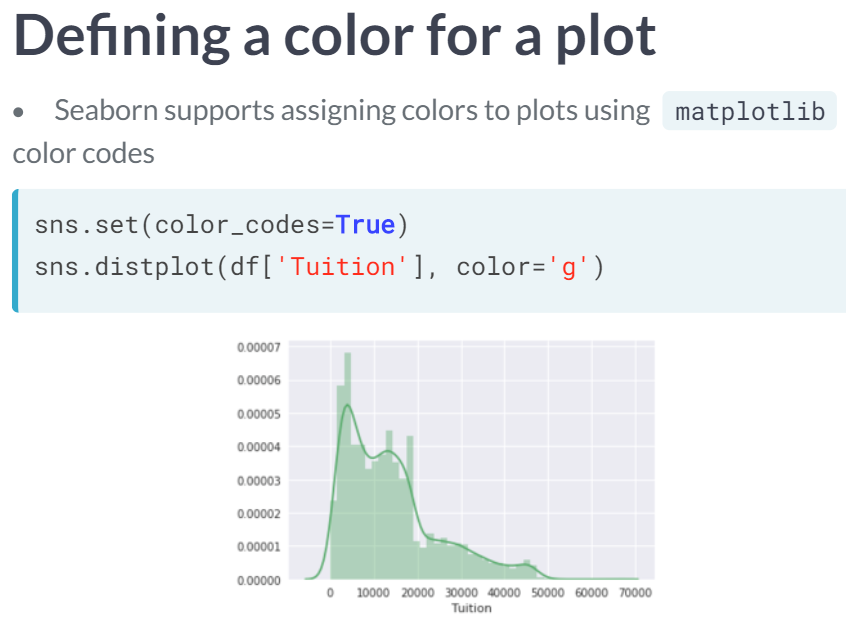 Defining a color for a plot
• Seaborn supports assigning colors to plots using matplotlib
color codes
sns.set(color_codes=True)
sns.distplot(df['Tuition'], color='g')
0.00007
0.00006
0.00005
0.00004
0.00003
0.00002
0.00001
0.00000
0 10000 20000 30000 40000 50000 60000 70000
Tuition